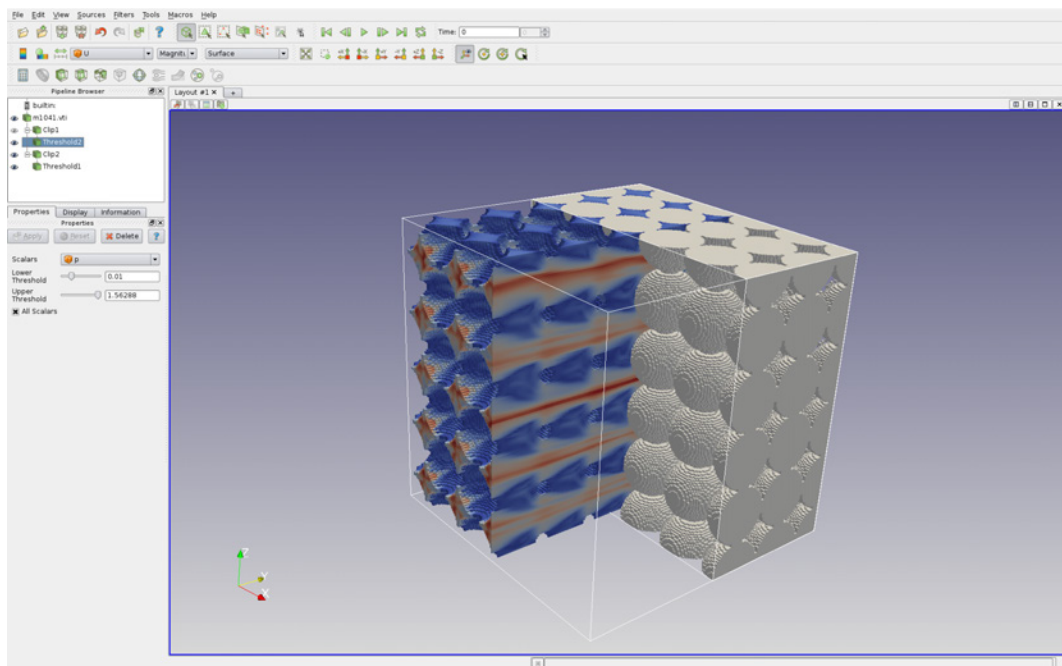 File Edit View Sources Filters Tools Macros Help
Time: 0
U
Magnit
Surface
Pipeline Browser
builtin:
m1041.vti
Clip1
Threshold2
Clip2
Threshold1
Properties Display Information
Properties
Apply Reset Delete ?
Scalars p
Lower Threshold 0.01
Upper Threshold 1.56288
All Scalars
Layout #1
Z
Y
X